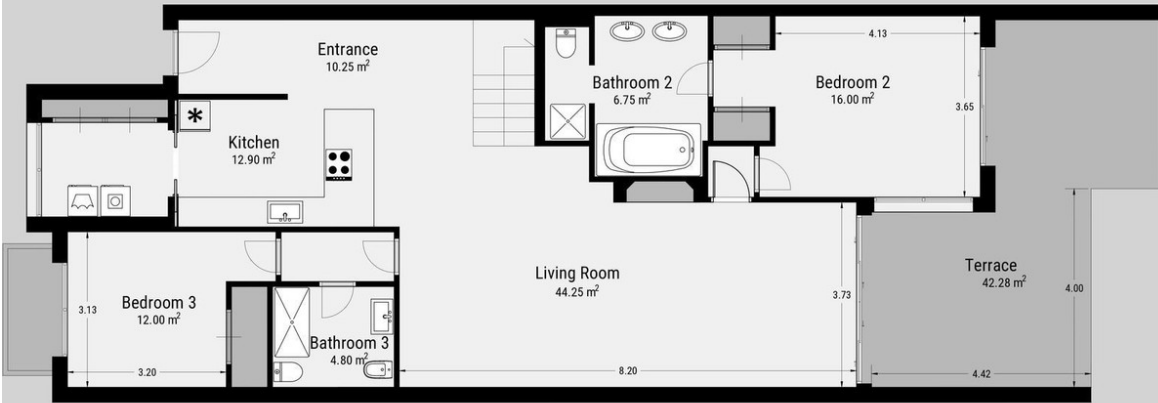 Entrance
10.25 m²
4.13
Bathroom 2
6.75 m²
Bedroom 2
16.00 m²
3.65
*
Kitchen
12.90 m²
Living Room
44.25 m²
Terrace
42.28 m²
4.00
3.13
Bedroom 3
12.00 m²
3.73
Bathroom 3
4.80 m²
3.20
8.20
4.42